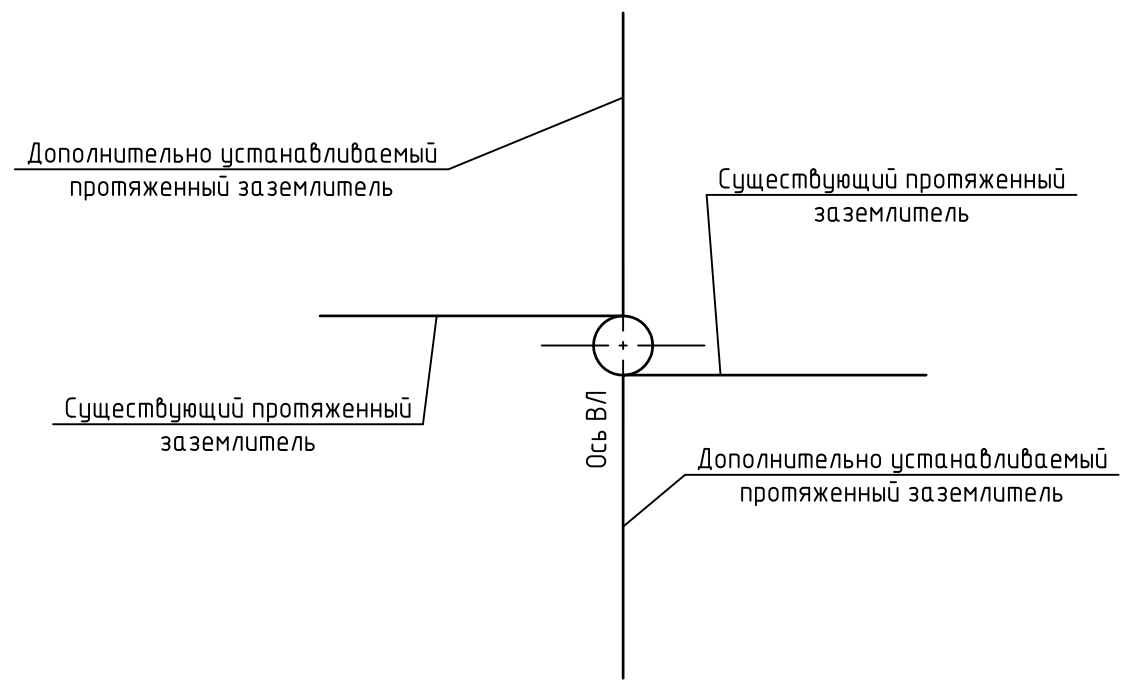 Дополнительно устанавливаемый
протяженный заземлитель
Существующий протяженный
заземлитель
Существующий протяженный
заземлитель
Ось ВЛ
Дополнительно устанавливаемый
протяженный заземлитель